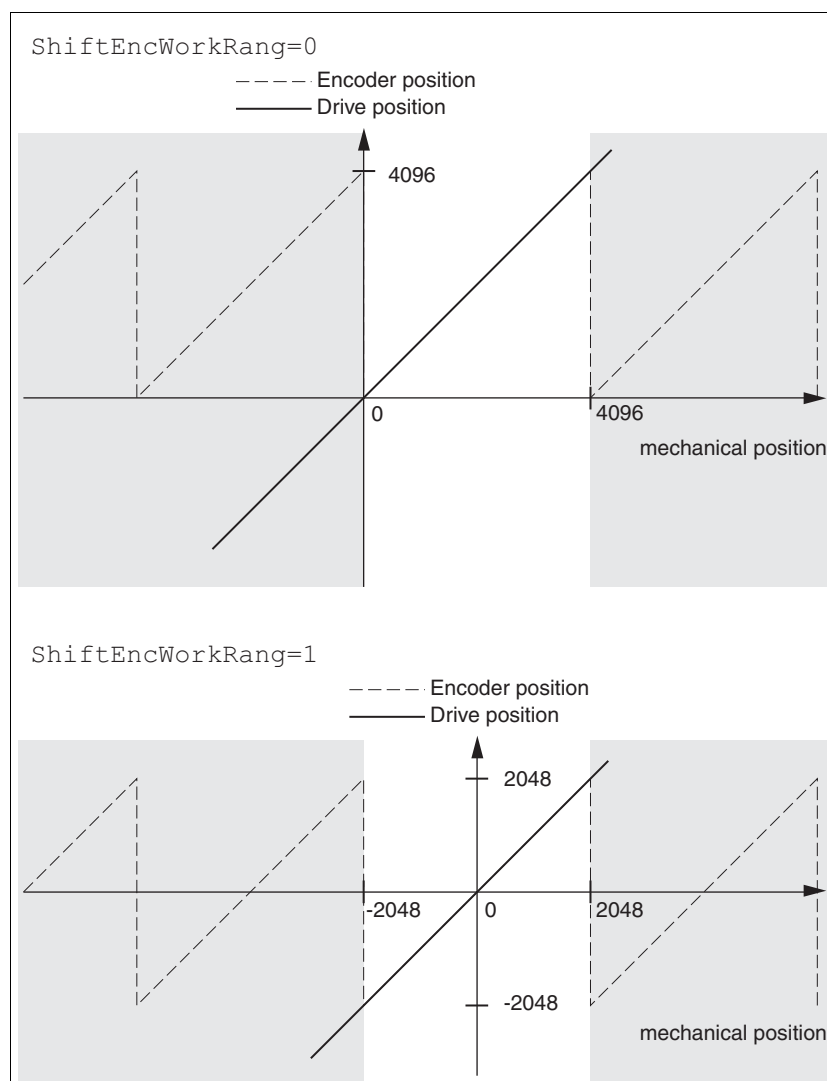 ShiftEncWorkRang=0
Encoder position
Drive position
4096
0
4096
mechanical position
ShiftEncWorkRang=1
Encoder position
Drive position
2048
-2048
0
2048
-2048
mechanical position